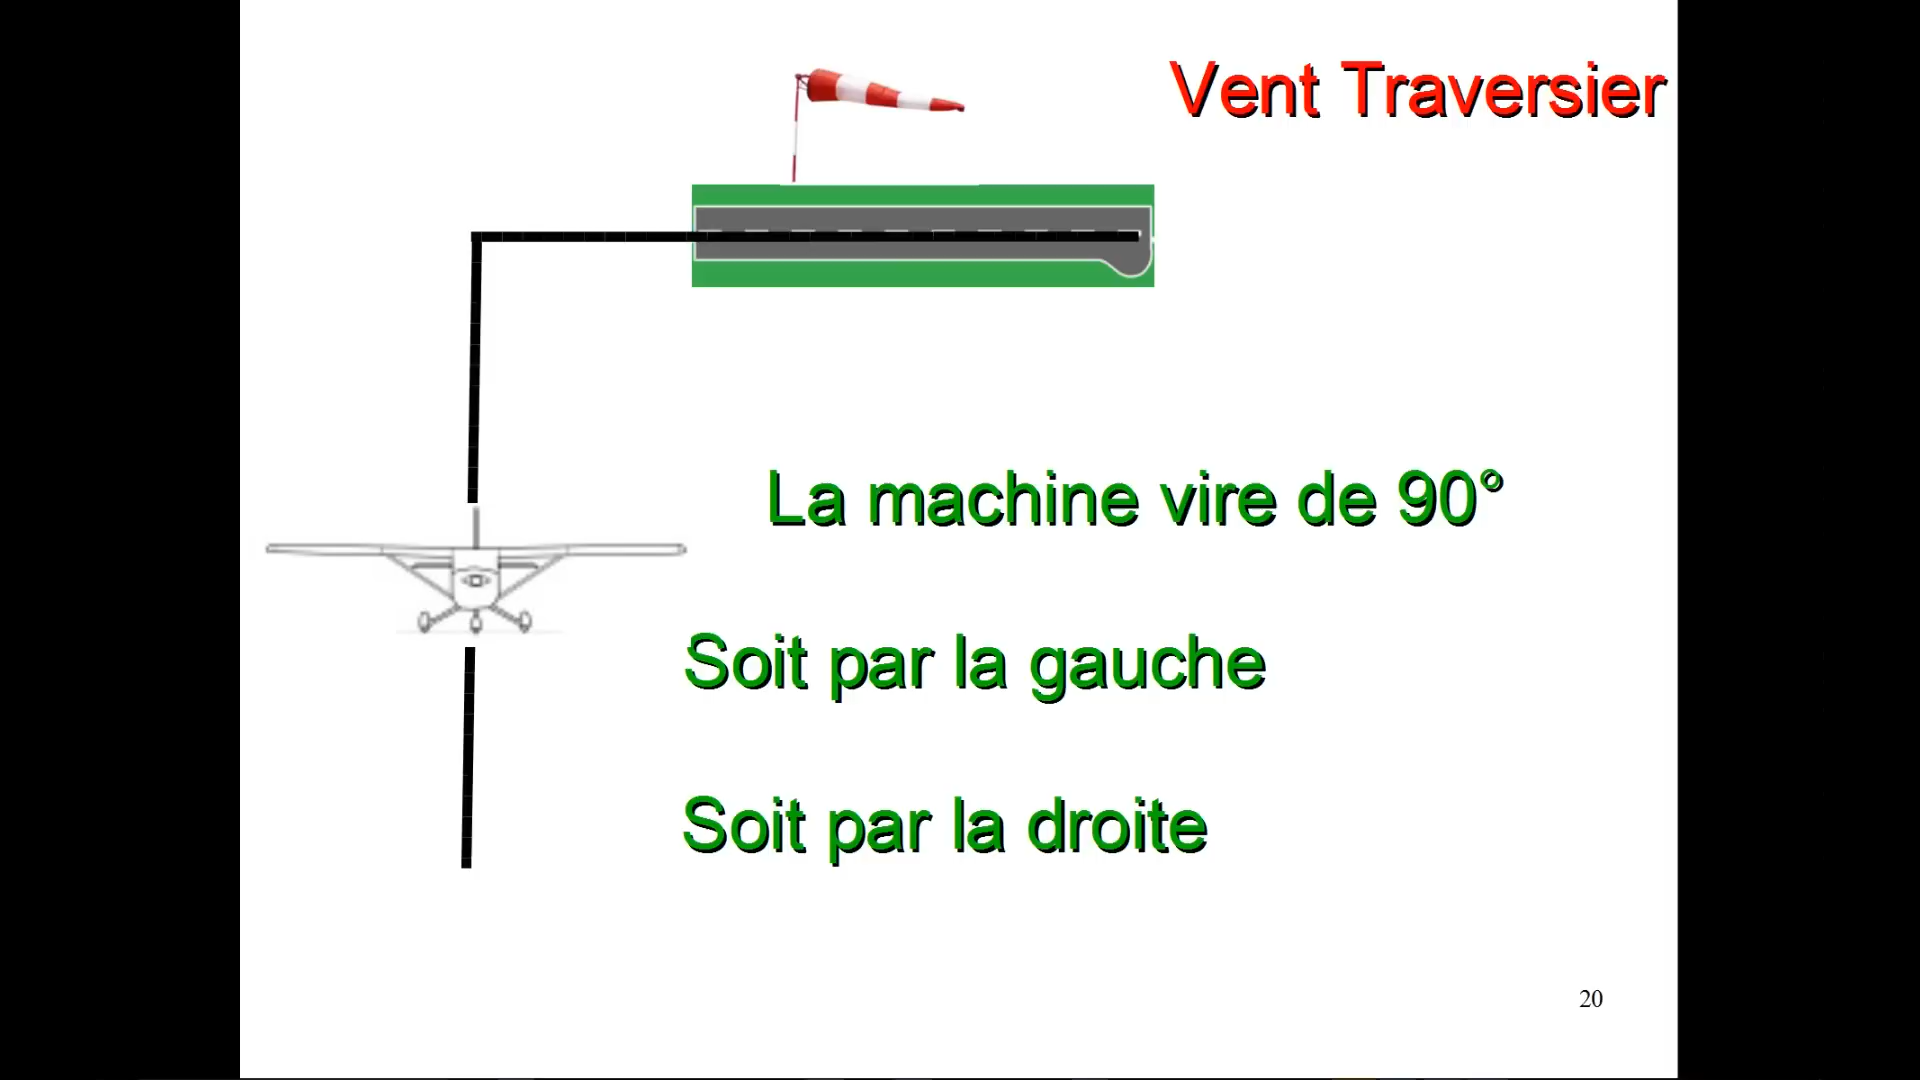 Vent Traversier
La machine vire de 90°
Soit par la gauche
Soit par la droite
20